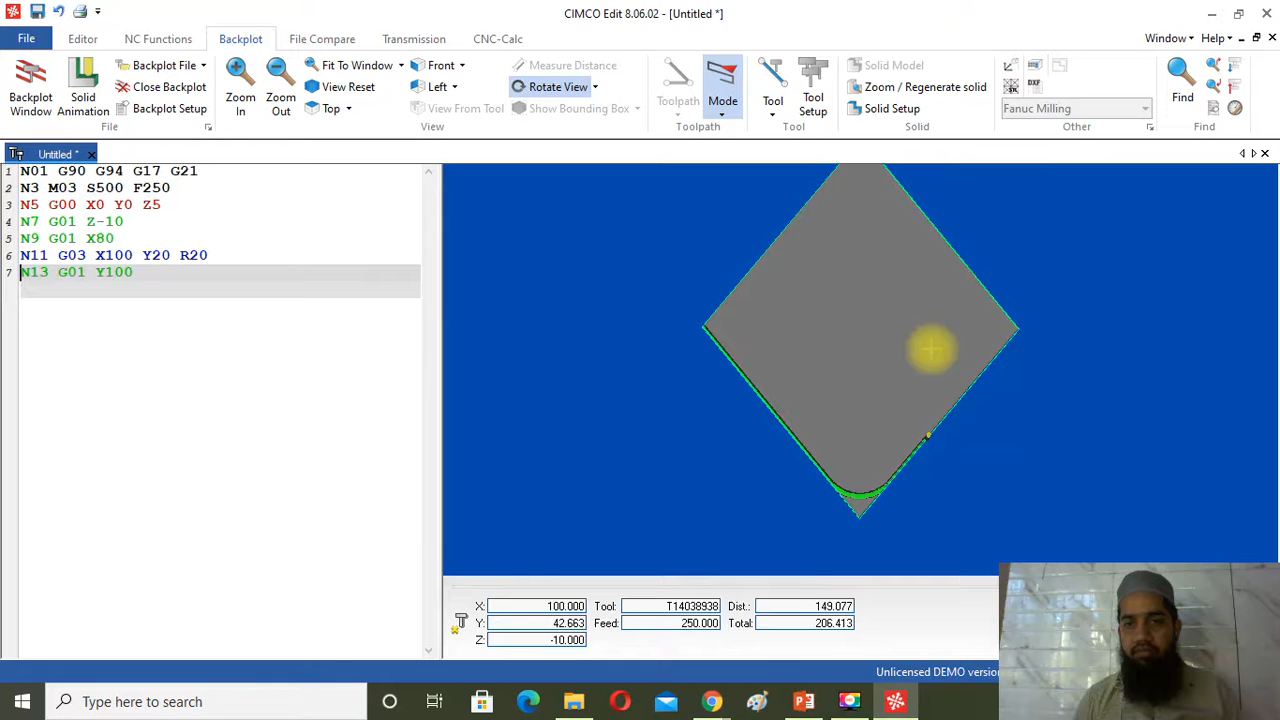 CIMCO Edit 8.06.02 - [Untitled *]
File Editor NC Functions Backplot File Compare Transmission CNC-Calc Window Help
Backplot Window
Solid Animation
Backplot File
Close Backplot
Backplot Setup
File
Zoom In
Zoom Out
Fit To Window
View Reset
Top
Front
Left
View From Tool
Measure Distance
Rotate View
Show Bounding Box
View
Toolpath
Mode
Toolpath
Tool
Tool Setup
Tool
Solid Model
Zoom / Regenerate solid
Solid Setup
Solid
DXF
Fanuc Milling
Other
Find
Find
Untitled *
1 N01 G90 G94 G17 G21
2 N3 M03 S500 F250
3 N5 G00 X0 Y0 Z5
4 N7 G01 Z-10
5 N9 G01 X80
6 N11 G03 X100 Y20 R20
7 N13 G01 Y100
X: 100.000 Tool: T14038938 Dist.: 149.077
Y: 42.663 Feed: 250.000 Total: 206.413
Z: -10.000
Unlicensed DEMO version
Type here to search